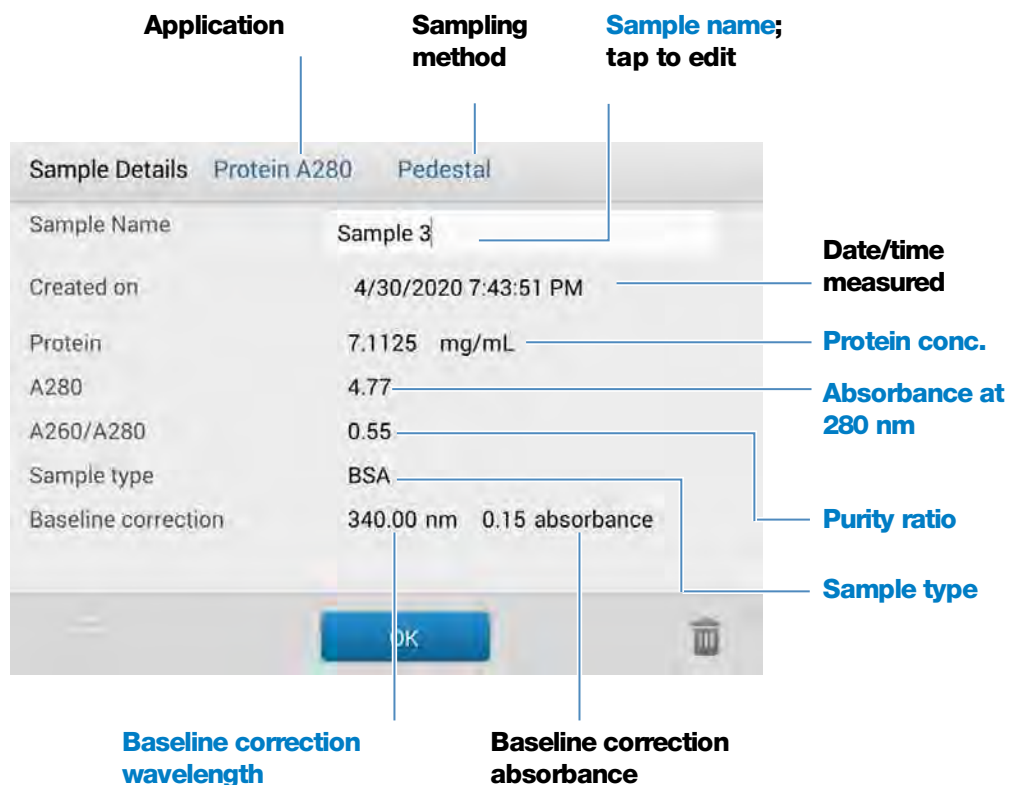 Application
Sampling
method
Sample name;
tap to edit
Sample Details Protein A280 Pedestal
Sample Name
Sample 3
Created on
4/30/2020 7:43:51 PM
Date/time
measured
Protein
7.1125 mg/mL
Protein conc.
A280
4.77
Absorbance at
280 nm
A260/A280
0.55
Purity ratio
Sample type
BSA
Sample type
Baseline correction
340.00 nm 0.15 absorbance
OK
Baseline correction
wavelength
Baseline correction
absorbance